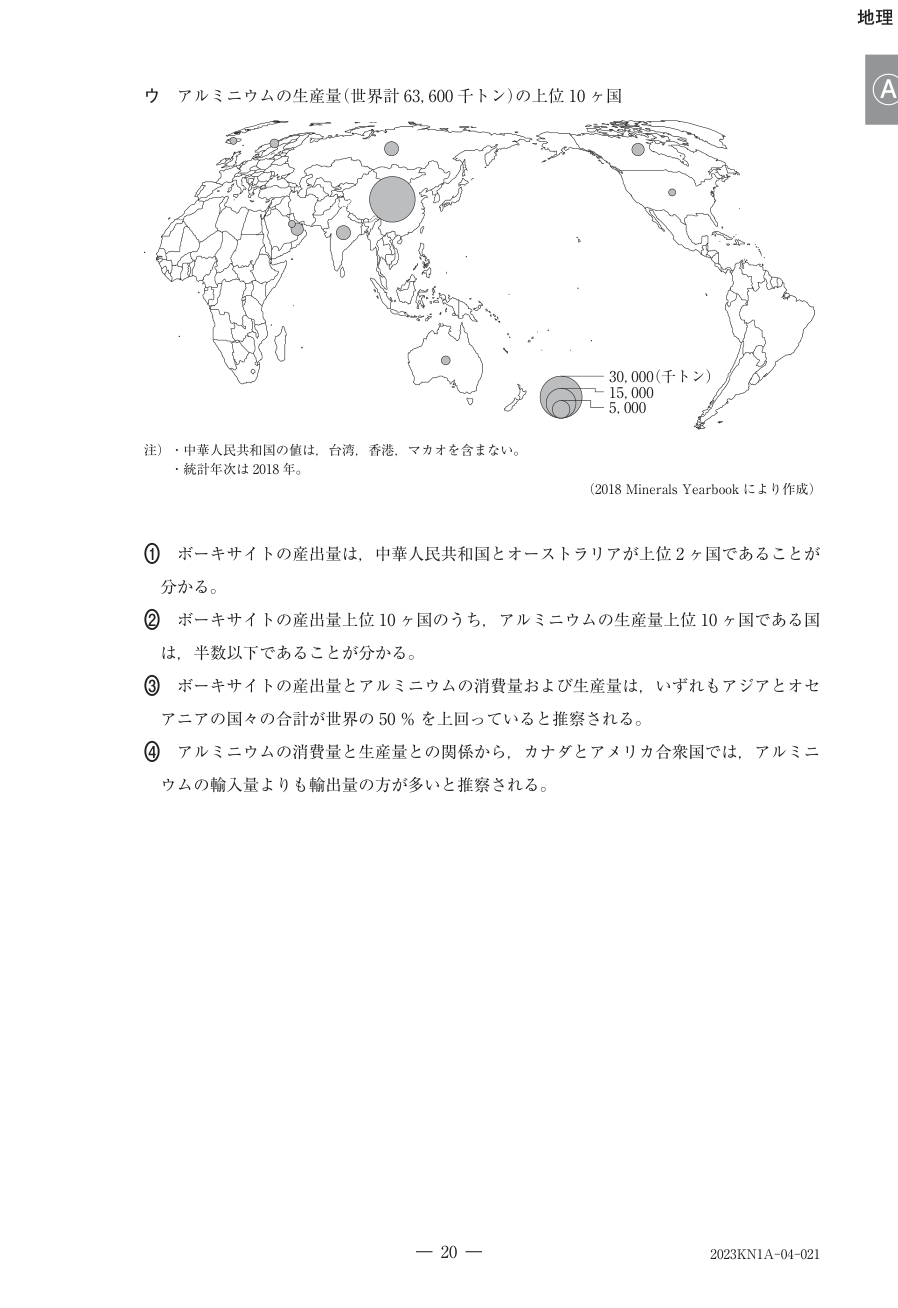 地理
Ⓐ
ウ　アルミニウムの生産量(世界計 63,600 千トン)の上位 10 ヶ国
30,000(千トン)
15,000
5,000
注）・中華人民共和国の値は，台湾，香港，マカオを含まない。
・統計年次は 2018 年。
（2018 Minerals Yearbook により作成）
①　ボーキサイトの産出量は，中華人民共和国とオーストラリアが上位 2 ヶ国であることが
分かる。
②　ボーキサイトの産出量上位 10 ヶ国のうち，アルミニウムの生産量上位 10 ヶ国である国
は，半数以下であることが分かる。
③　ボーキサイトの産出量とアルミニウムの消費量および生産量は，いずれもアジアとオセ
アニアの国々の合計が世界の 50 % を上回っていると推察される。
④　アルミニウムの消費量と生産量との関係から，カナダとアメリカ合衆国では，アルミニ
ウムの輸入量よりも輸出量の方が多いと推察される。
― 20 ―
2023KN1A-04-021